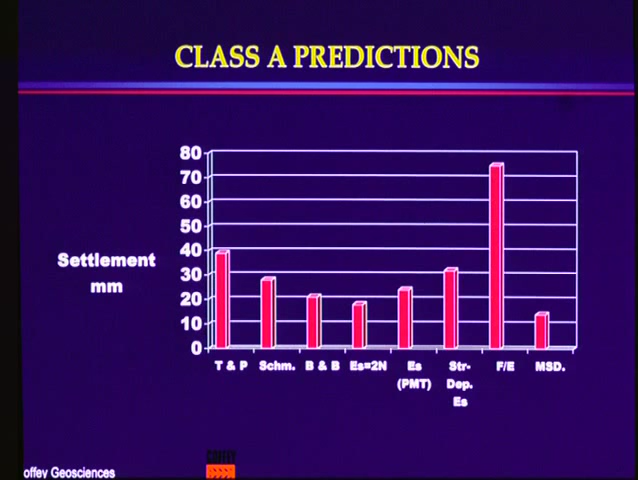 CLASS A PREDICTIONS
80
70
60
50
40
30
20
10
0
Settlement
mm
T & P Schm. B & B Es=2N Es (PMT) Str- Dep. Es F/E MSD.
COFFEY
offey Geosciences